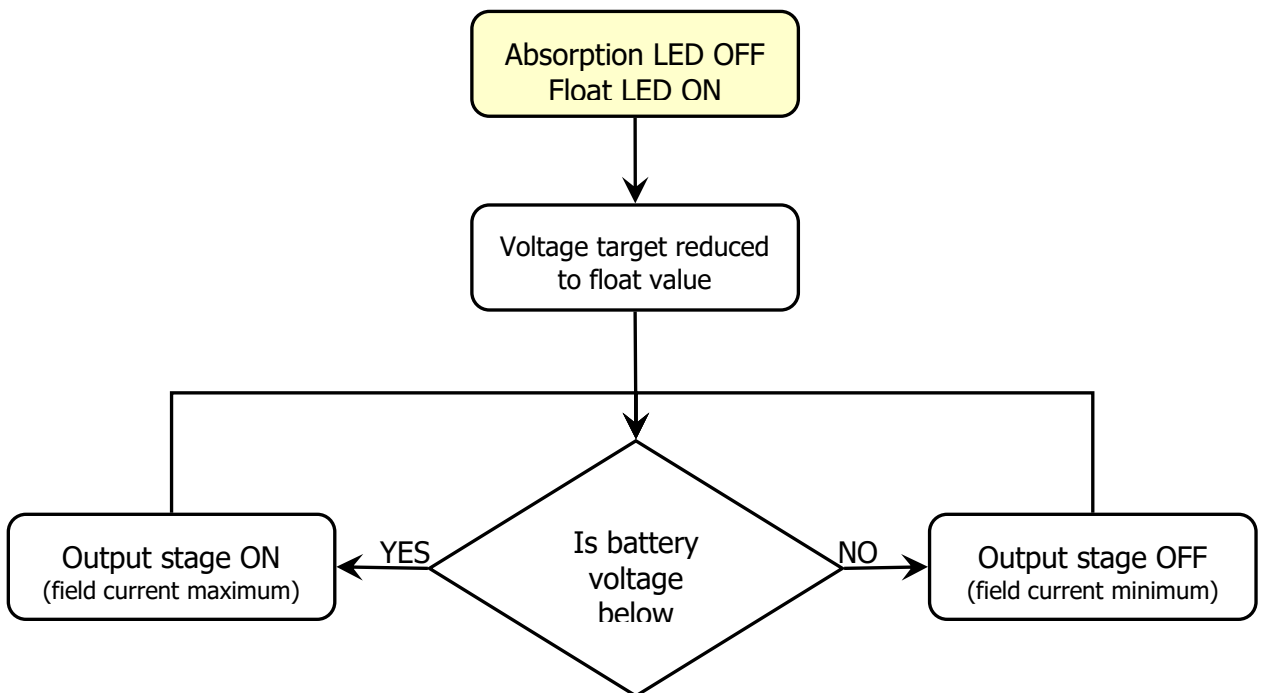 Absorption LED OFF
Float LED ON
Voltage target reduced
to float value
Is battery
voltage
below
YES
NO
Output stage ON
(field current maximum)
Output stage OFF
(field current minimum)